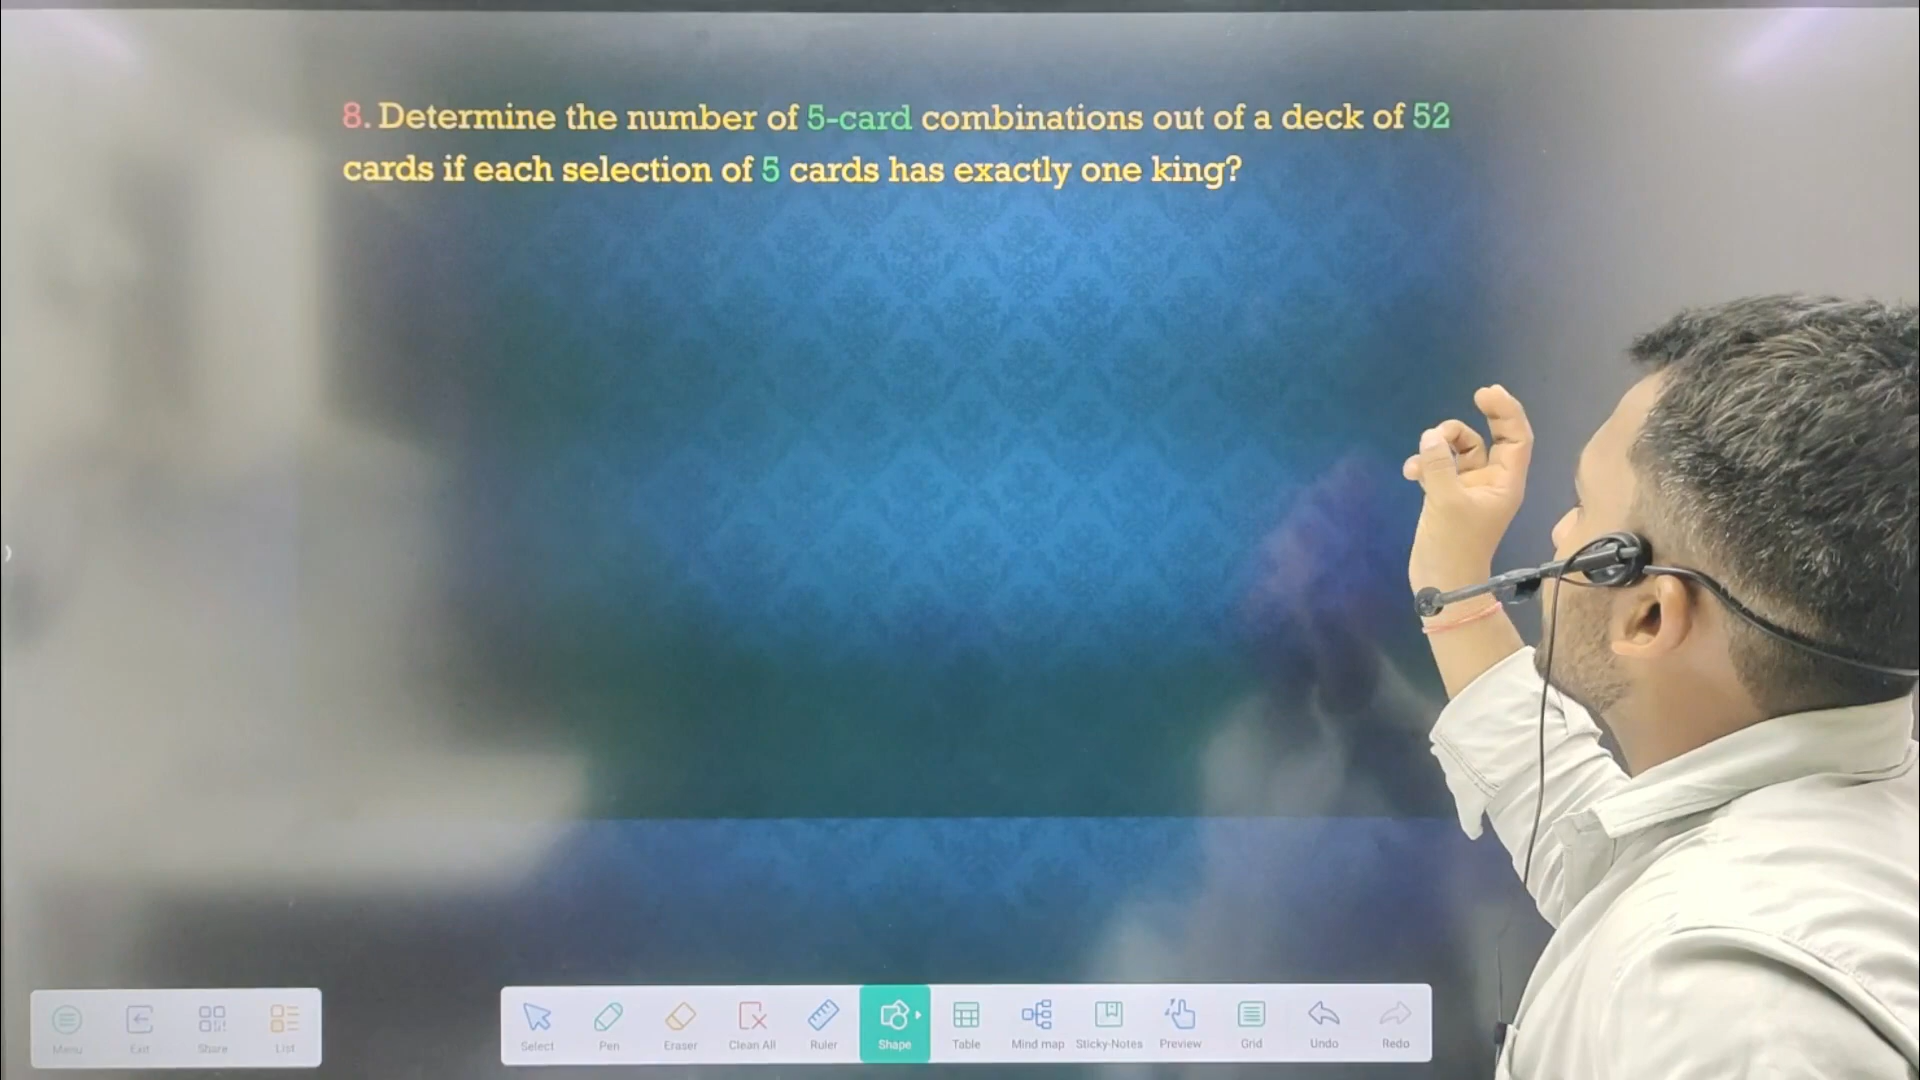 8. Determine the number of 5-card combinations out of a deck of 52
cards if each selection of 5 cards has exactly one king?
Menu Exit Share List Select Pen Eraser Clean All Ruler Shape Table Mind map Sticky-Notes Preview Grid Undo Redo